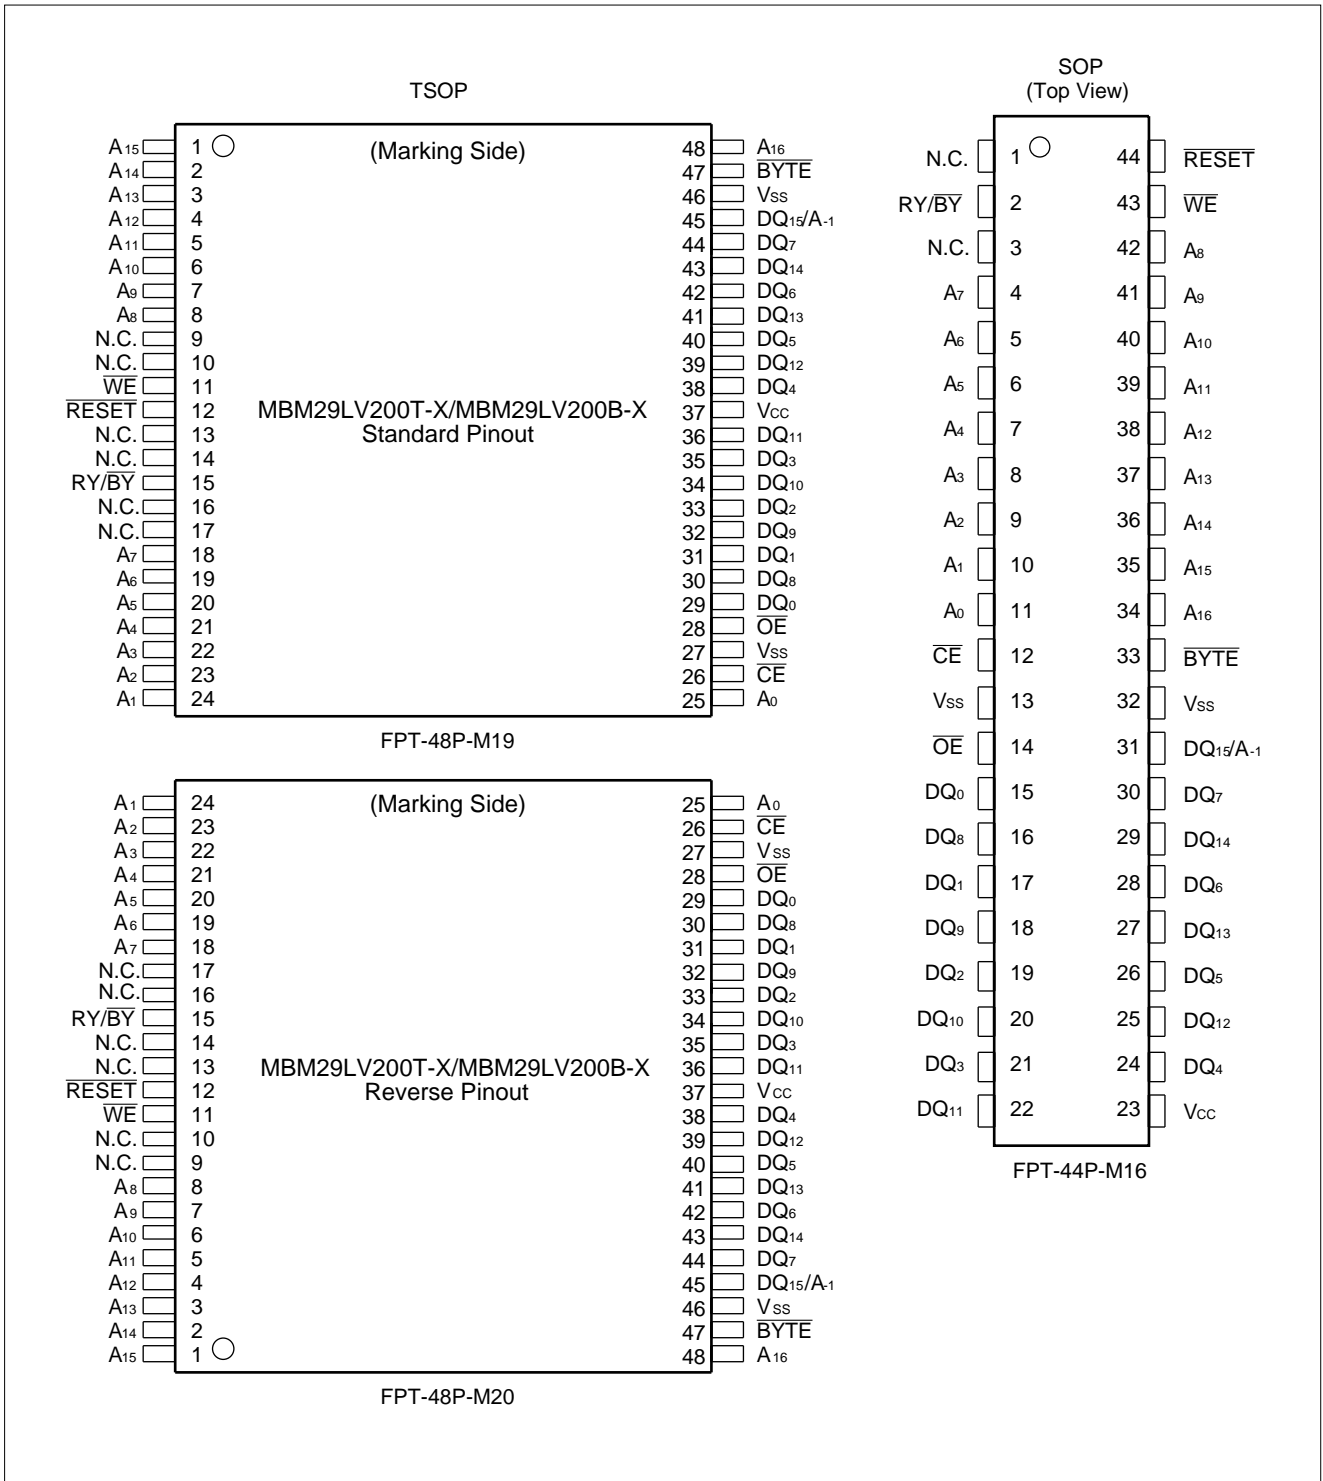 TSOP
(Marking Side)
A15 1 48 A16
A14 2 47 BYTE
A13 3 46 VSS
A12 4 45 DQ15/A-1
A11 5 44 DQ7
A10 6 43 DQ14
A9 7 42 DQ6
A8 8 41 DQ13
N.C. 9 40 DQ5
N.C. 10 39 DQ12
WE 11 38 DQ4
RESET 12 37 VCC
N.C. 13 36 DQ11
N.C. 14 35 DQ3
RY/BY 15 34 DQ10
N.C. 16 33 DQ2
N.C. 17 32 DQ9
A7 18 31 DQ1
A6 19 30 DQ8
A5 20 29 DQ0
A4 21 28 OE
A3 22 27 VSS
A2 23 26 CE
A1 24 25 A0
MBM29LV200T-X/MBM29LV200B-X
Standard Pinout
FPT-48P-M19
(Marking Side)
A1 24 25 A0
A2 23 26 CE
A3 22 27 VSS
A4 21 28 OE
A5 20 29 DQ0
A6 19 30 DQ8
A7 18 31 DQ1
N.C. 17 32 DQ9
N.C. 16 33 DQ2
RY/BY 15 34 DQ10
N.C. 14 35 DQ3
N.C. 13 36 DQ11
RESET 12 37 VCC
WE 11 38 DQ4
N.C. 10 39 DQ12
N.C. 9 40 DQ5
A8 8 41 DQ13
A9 7 42 DQ6
A10 6 43 DQ14
A11 5 44 DQ7
A12 4 45 DQ15/A-1
A13 3 46 VSS
A14 2 47 BYTE
A15 1 48 A16
MBM29LV200T-X/MBM29LV200B-X
Reverse Pinout
FPT-48P-M20
SOP
(Top View)
N.C. 1 44 RESET
RY/BY 2 43 WE
N.C. 3 42 A8
A7 4 41 A9
A6 5 40 A10
A5 6 39 A11
A4 7 38 A12
A3 8 37 A13
A2 9 36 A14
A1 10 35 A15
A0 11 34 A16
CE 12 33 BYTE
VSS 13 32 VSS
OE 14 31 DQ15/A-1
DQ0 15 30 DQ7
DQ8 16 29 DQ14
DQ1 17 28 DQ6
DQ9 18 27 DQ13
DQ2 19 26 DQ5
DQ10 20 25 DQ12
DQ3 21 24 DQ4
DQ11 22 23 VCC
FPT-44P-M16